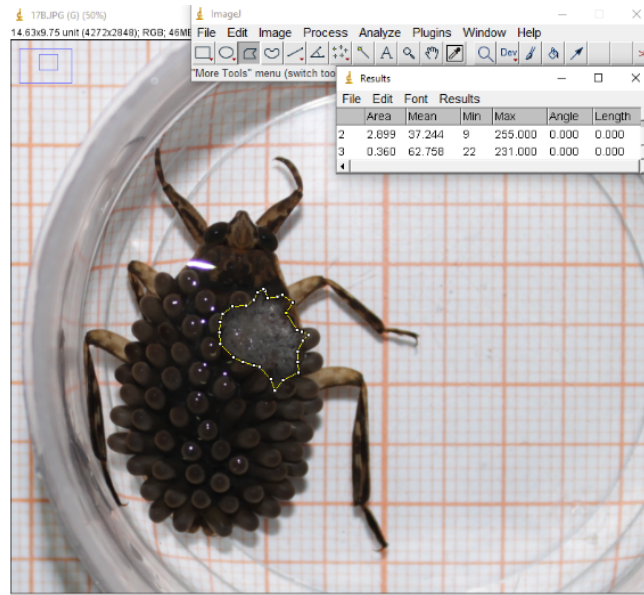 17B.JPG (G) (50%)
14.63x9.75 unit (4272x2848); RGB; 46ME
ImageJ
File Edit Image Process Analyze Plugins Window Help
A Dev
"More Tools" menu (switch too
Results
File Edit Font Results
Area Mean Min Max Angle Length
2 2.899 37.244 9 255.000 0.000 0.000
3 0.360 62.758 22 231.000 0.000 0.000